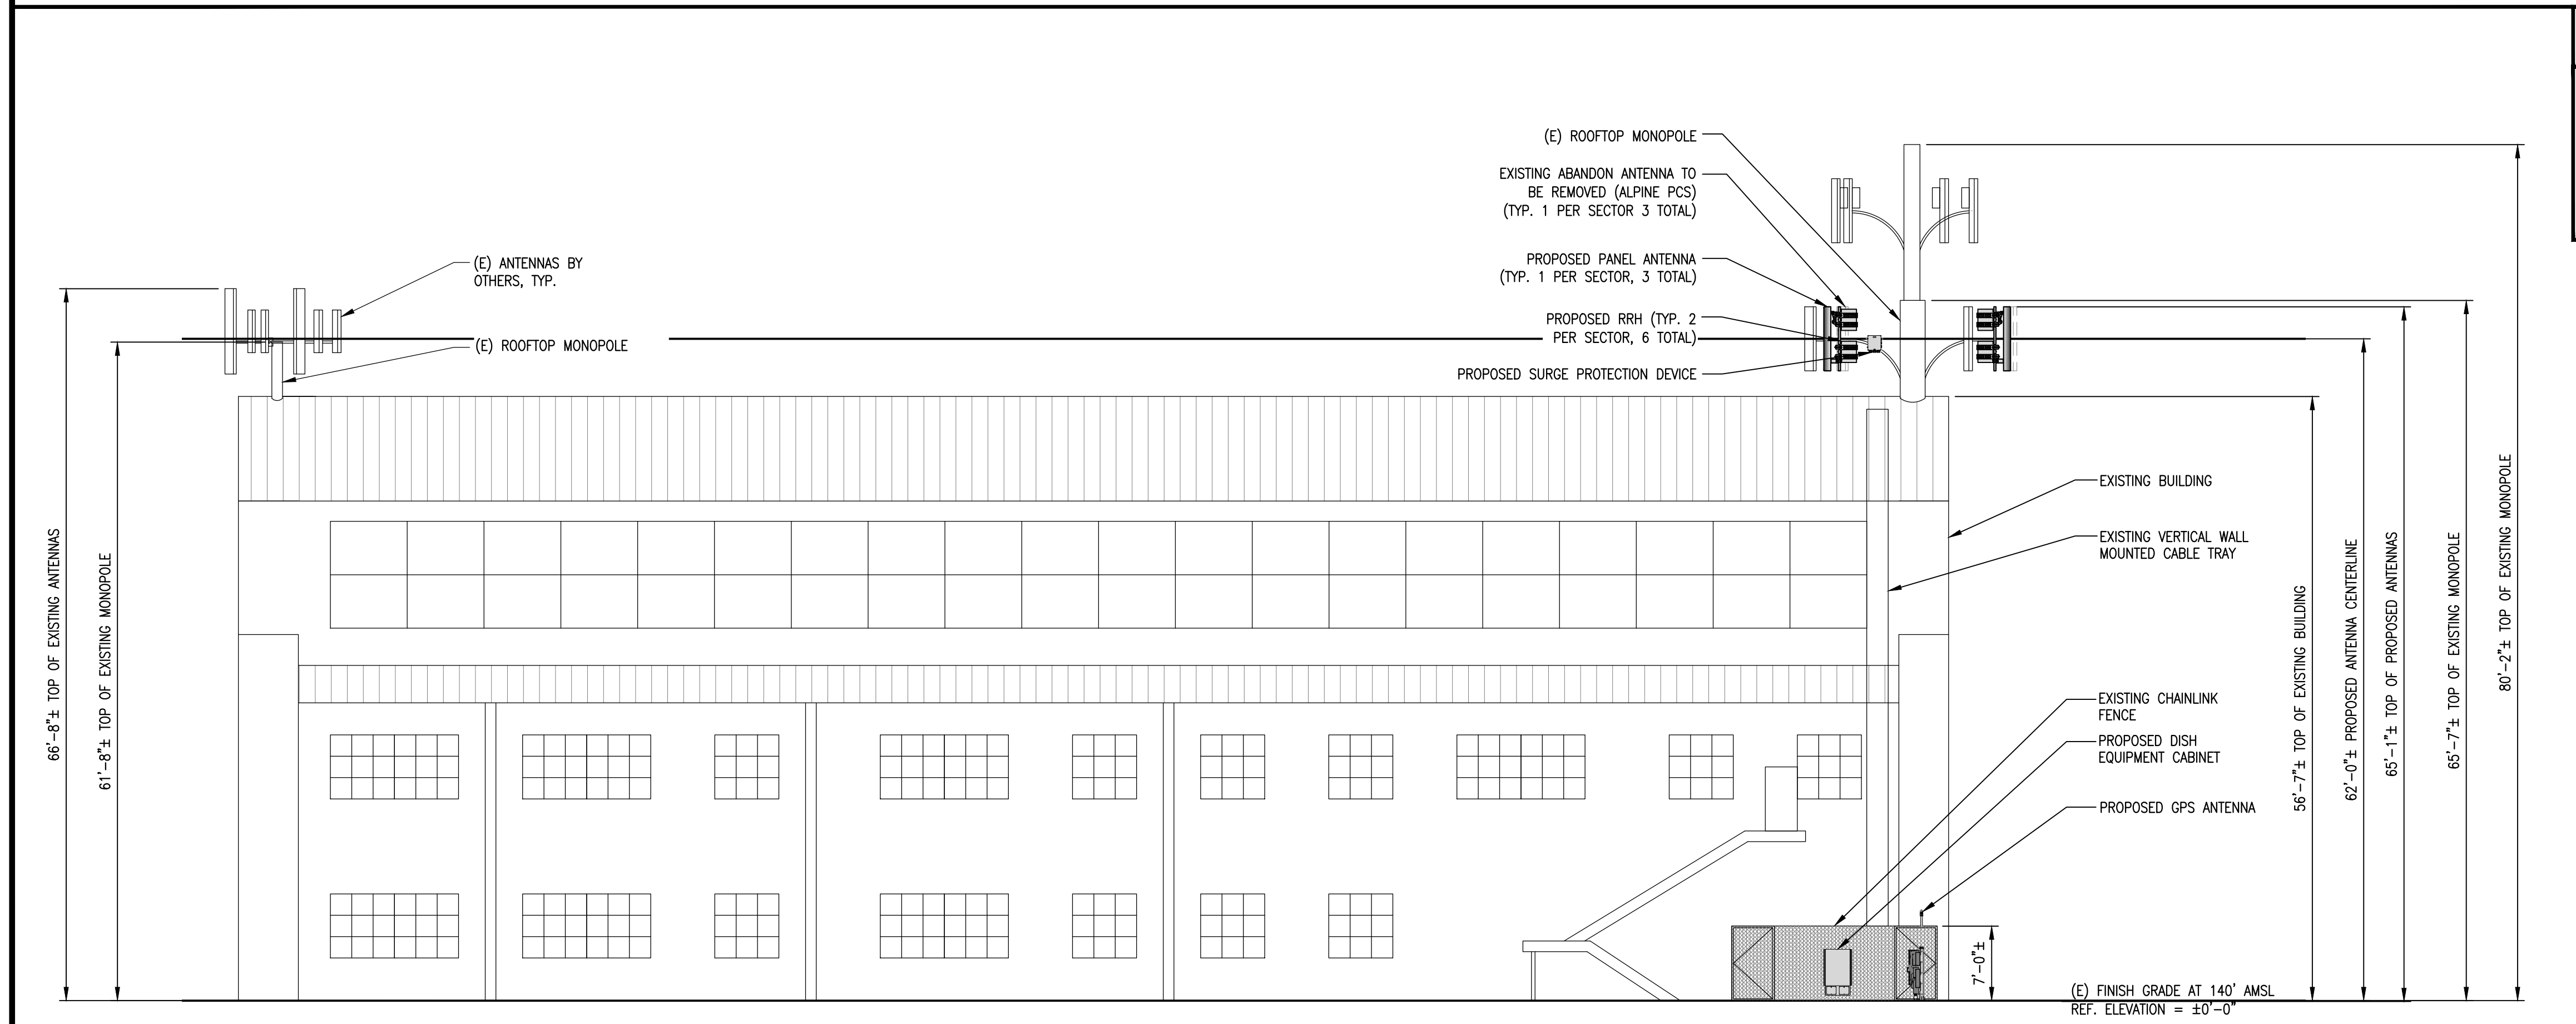 (E) ROOFTOP MONOPOLE
EXISTING ABANDON ANTENNA TO
BE REMOVED (ALPINE PCS)
(TYP. 1 PER SECTOR 3 TOTAL)
PROPOSED PANEL ANTENNA
(TYP. 1 PER SECTOR, 3 TOTAL)
PROPOSED RRH (TYP. 2
PER SECTOR, 6 TOTAL)
PROPOSED SURGE PROTECTION DEVICE
(E) ANTENNAS BY
OTHERS, TYP.
(E) ROOFTOP MONOPOLE
66'-8"± TOP OF EXISTING ANTENNAS
61'-8"± TOP OF EXISTING MONOPOLE
EXISTING BUILDING
EXISTING VERTICAL WALL
MOUNTED CABLE TRAY
EXISTING CHAINLINK
FENCE
PROPOSED DISH
EQUIPMENT CABINET
PROPOSED GPS ANTENNA
7'-0"±
56'-7"± TOP OF EXISTING BUILDING
62'-0"± PROPOSED ANTENNA CENTERLINE
65'-1"± TOP OF PROPOSED ANTENNAS
65'-7"± TOP OF EXISTING MONOPOLE
80'-2"± TOP OF EXISTING MONOPOLE
(E) FINISH GRADE AT 140' AMSL
REF. ELEVATION = ±0'-0"